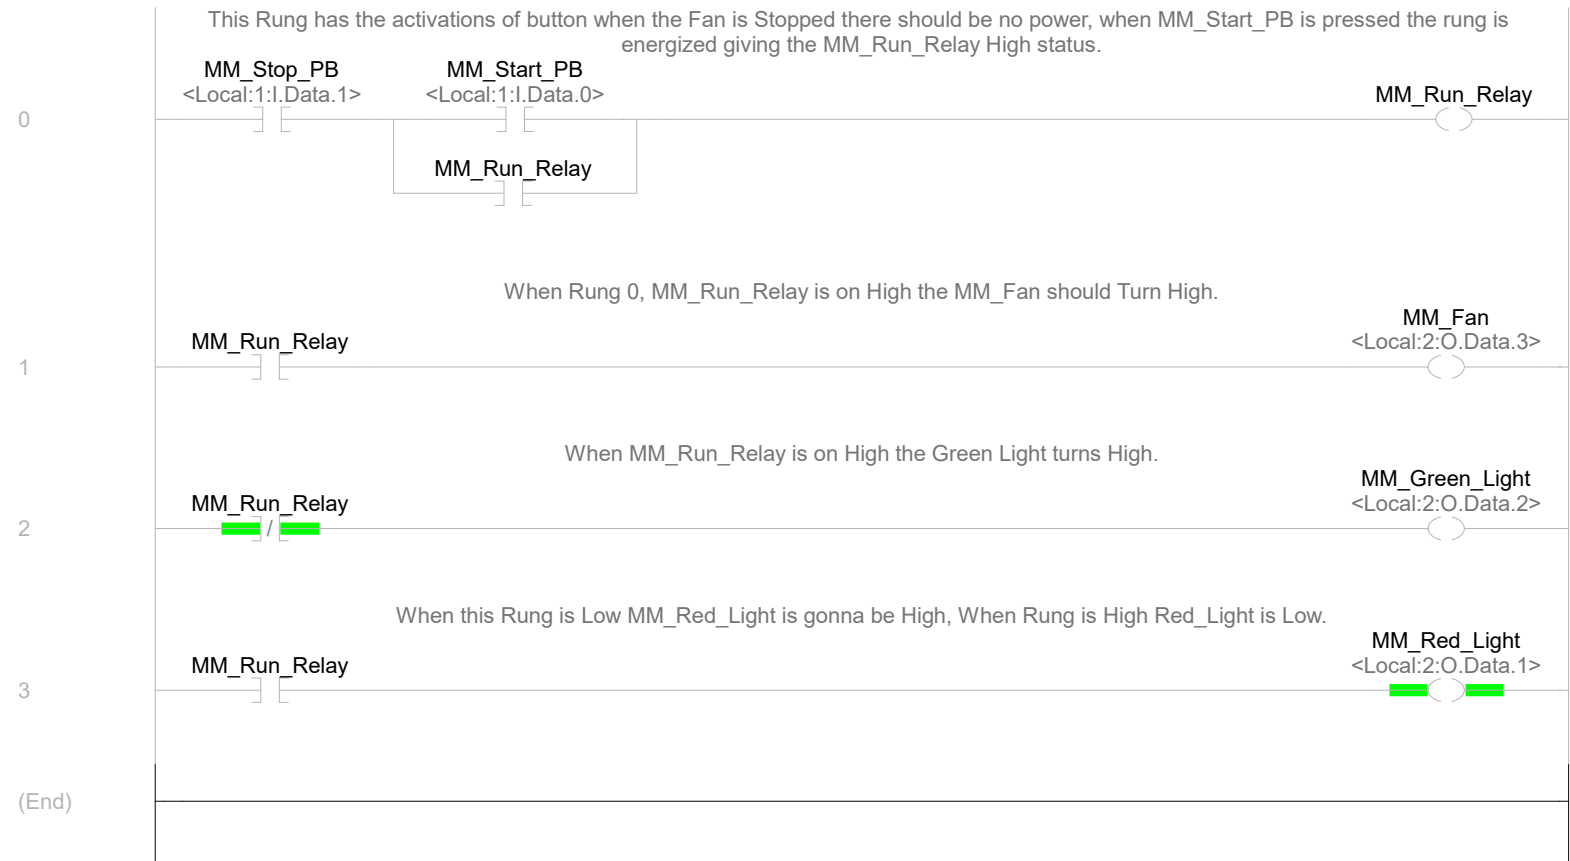 This Rung has the activations of button when the Fan is Stopped there should be no power, when MM_Start_PB is pressed the rung is
energized giving the MM_Run_Relay High status.
MM_Stop_PB
<Local:1:I.Data.1>
MM_Start_PB
<Local:1:I.Data.0>
MM_Run_Relay
0
MM_Run_Relay
When Rung 0, MM_Run_Relay is on High the MM_Fan should Turn High.
MM_Run_Relay
MM_Fan
<Local:2:O.Data.3>
1
When MM_Run_Relay is on High the Green Light turns High.
MM_Run_Relay
MM_Green_Light
<Local:2:O.Data.2>
2
/
When this Rung is Low MM_Red_Light is gonna be High, When Rung is High Red_Light is Low.
MM_Run_Relay
MM_Red_Light
<Local:2:O.Data.1>
3
(End)